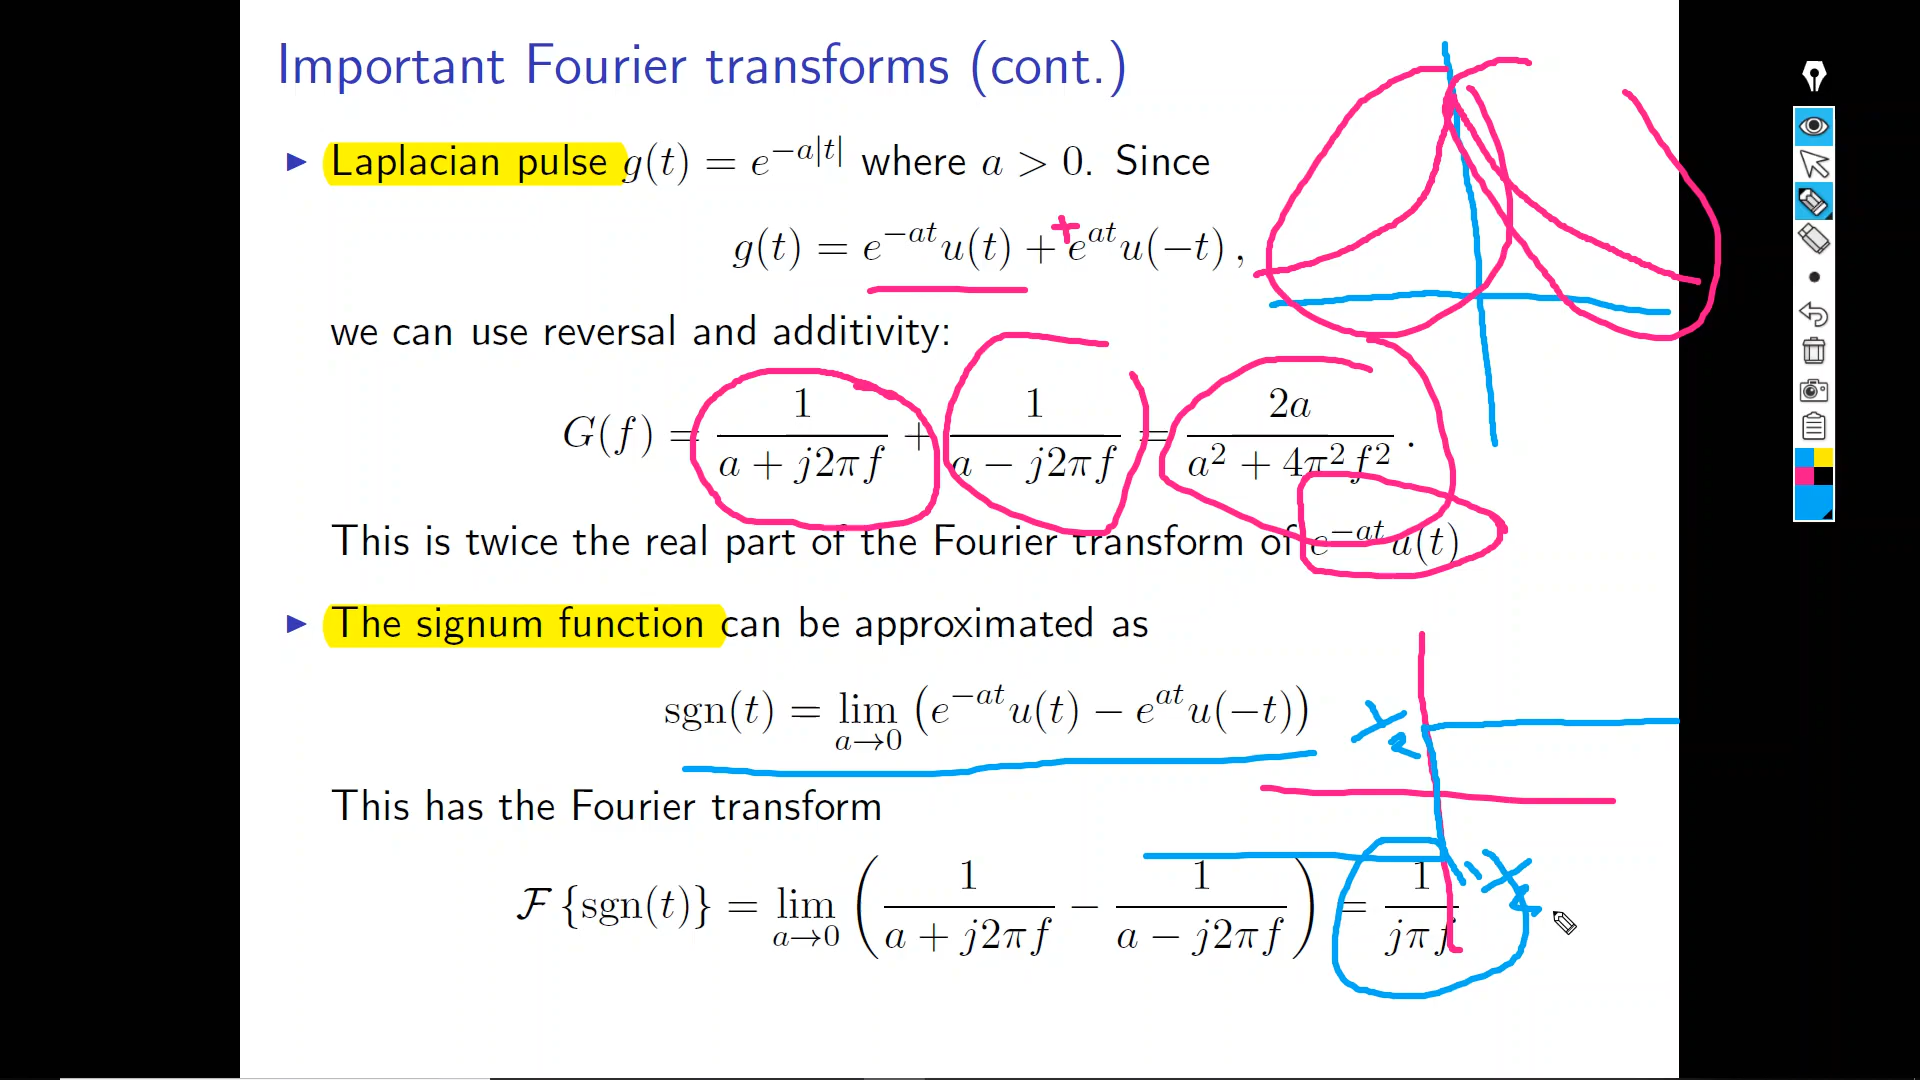 Important Fourier transforms (cont.)
▶ Laplacian pulse g(t) = e^{−a|t|} where a > 0. Since
g(t) = e^{−at}u(t) + e^{at}u(−t) ,
we can use reversal and additivity:
G(f) = 1/(a + j2πf) + 1/(a − j2πf) = 2a/(a² + 4π²f²) .
This is twice the real part of the Fourier transform of e^{−at}u(t)
▶ The signum function can be approximated as
sgn(t) = lim_{a→0} (e^{−at}u(t) − e^{at}u(−t))
This has the Fourier transform
ℱ {sgn(t)} = lim_{a→0} (1/(a + j2πf) − 1/(a − j2πf)) = 1/(jπf)